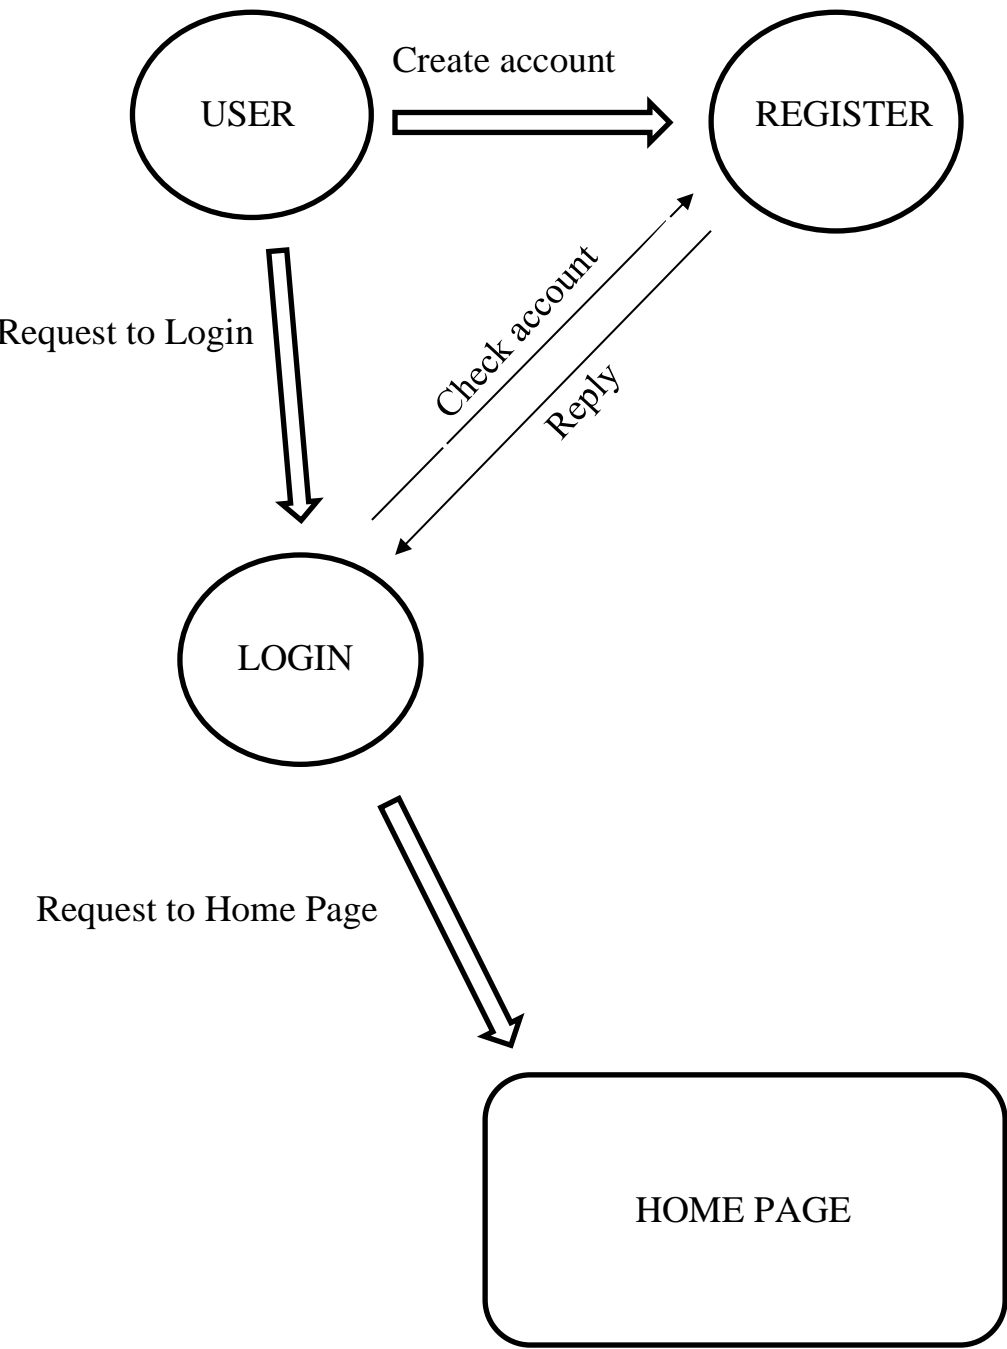 Create account
USER
REGISTER
Check account
Request to Login
Reply
LOGIN
Request to Home Page
HOME PAGE